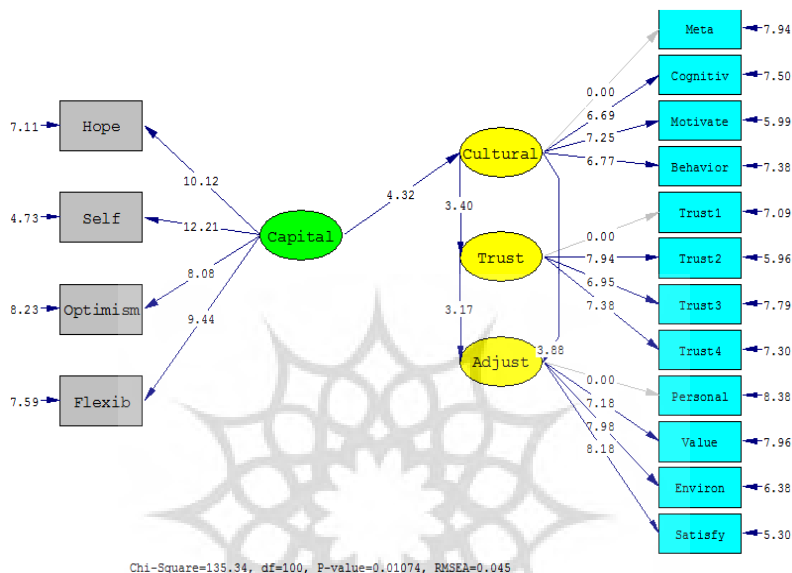 7.11
Hope
4.73
Self
8.23
Optimism
7.59
Flexib
10.12
12.21
8.08
9.44
Capital
4.32
Cultural
3.40
Trust
3.17
Adjust
3.88
0.00
6.69
7.25
6.77
0.00
7.94
6.95
7.38
0.00
7.18
7.98
8.18
Meta
7.94
Cognitiv
7.50
Motivate
5.99
Behavior
7.38
Trust1
7.09
Trust2
5.96
Trust3
7.79
Trust4
7.30
Personal
8.38
Value
7.96
Environ
6.38
Satisfy
5.30
Chi-Square=135.34, df=100, P-value=0.01074, RMSEA=0.045